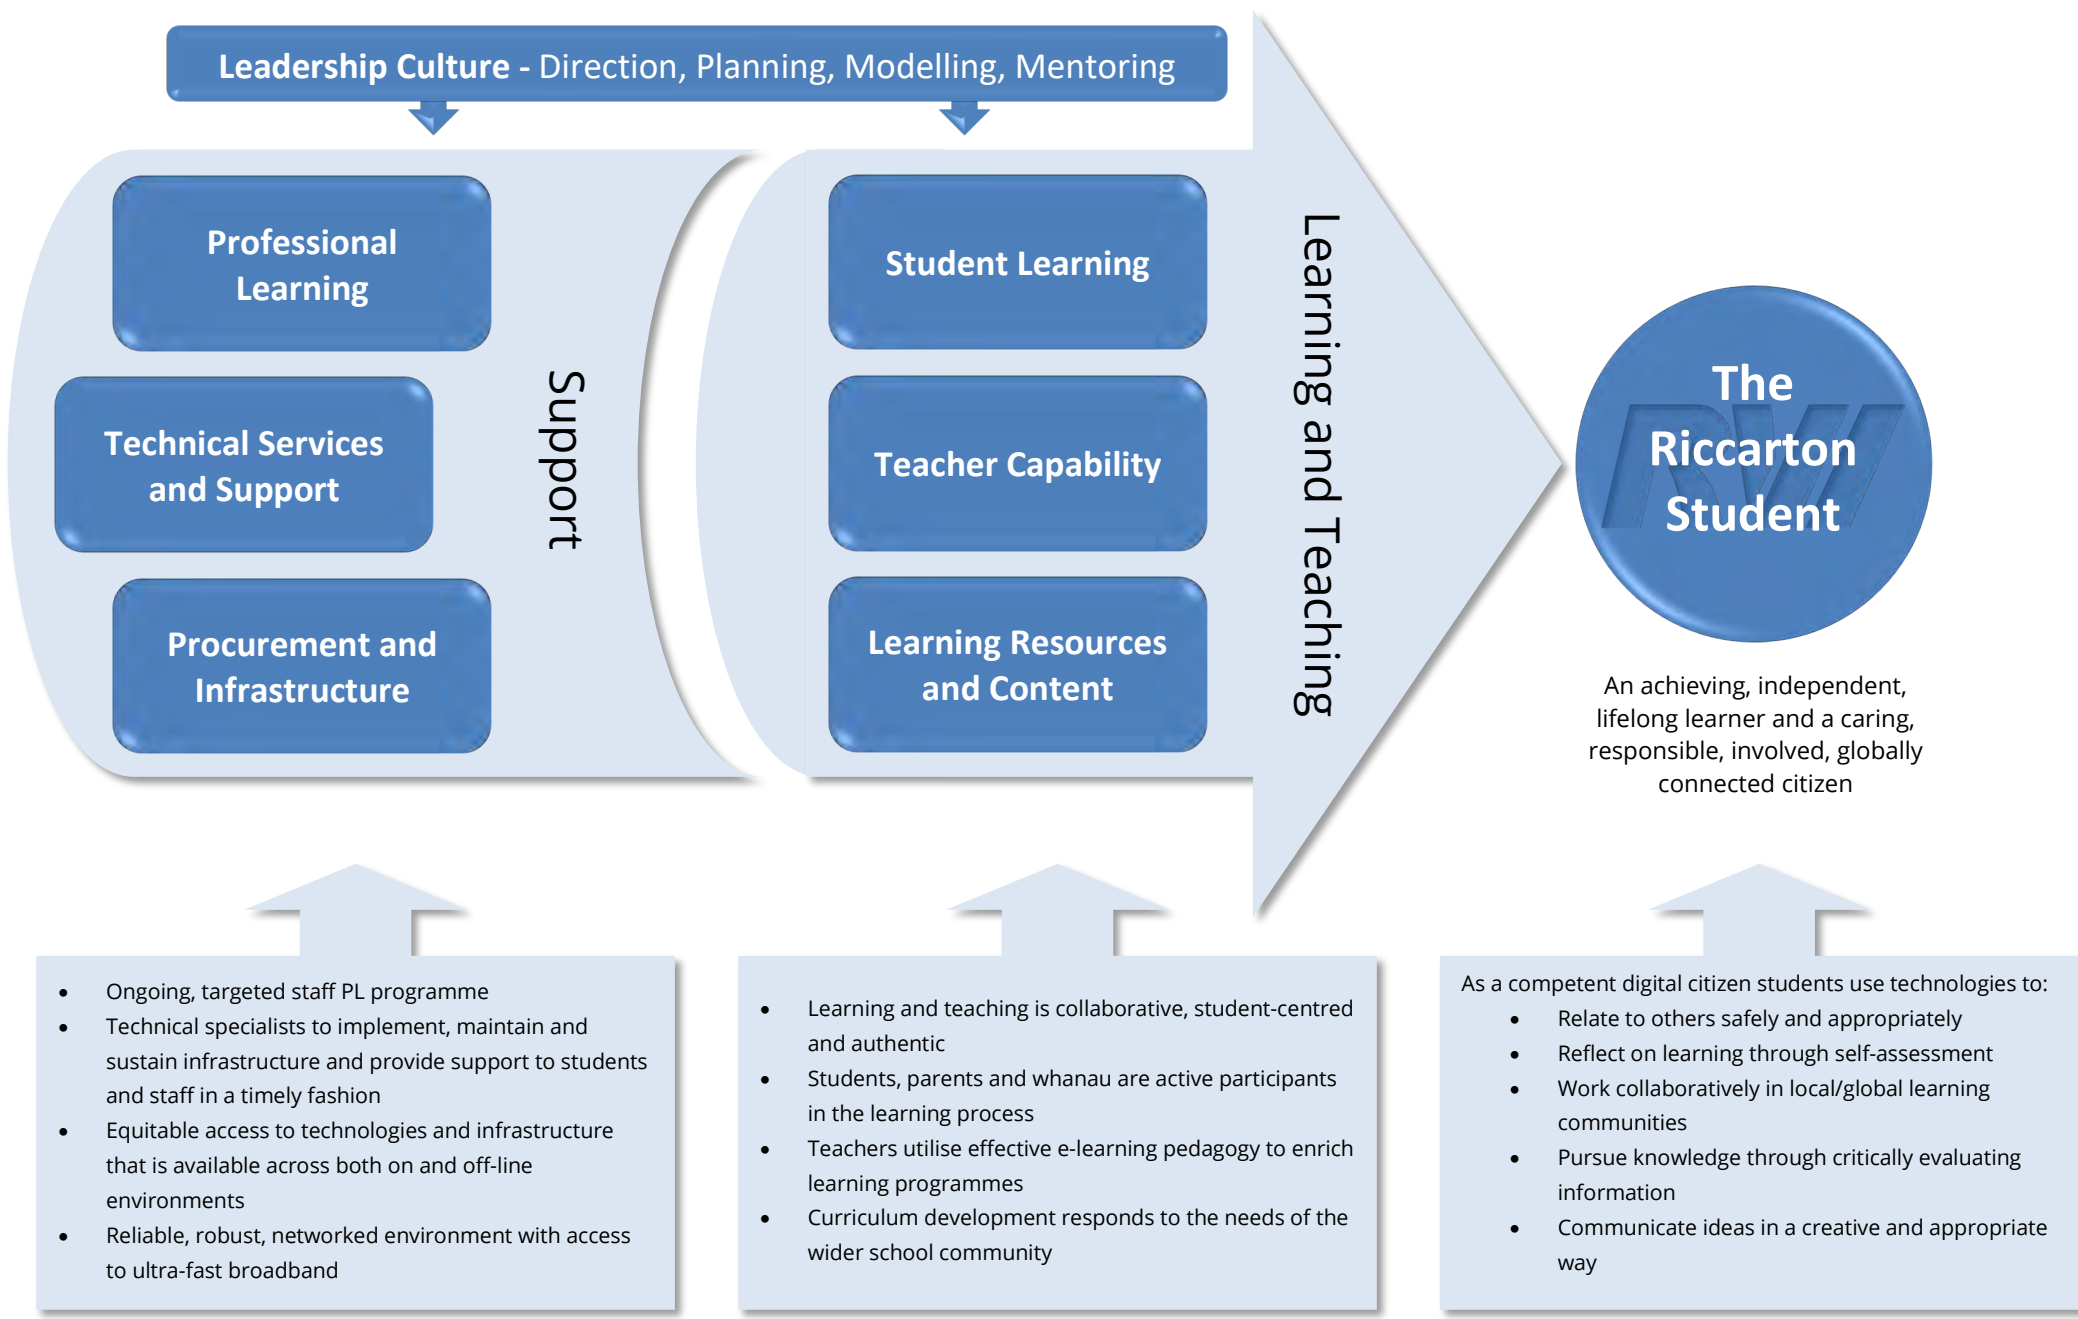 Leadership Culture - Direction, Planning, Modelling, Mentoring
Professional
Learning
Technical Services
and Support
Procurement and
Infrastructure
Support
Student Learning
Teacher Capability
Learning Resources
and Content
Learning and Teaching
RW
The
Riccarton
Student
An achieving, independent,
lifelong learner and a caring,
responsible, involved, globally
connected citizen
• Ongoing, targeted staff PL programme
• Technical specialists to implement, maintain and
sustain infrastructure and provide support to students
and staff in a timely fashion
• Equitable access to technologies and infrastructure
that is available across both on and off-line
environments
• Reliable, robust, networked environment with access
to ultra-fast broadband
• Learning and teaching is collaborative, student-centred
and authentic
• Students, parents and whanau are active participants
in the learning process
• Teachers utilise effective e-learning pedagogy to enrich
learning programmes
• Curriculum development responds to the needs of the
wider school community
As a competent digital citizen students use technologies to:
• Relate to others safely and appropriately
• Reflect on learning through self-assessment
• Work collaboratively in local/global learning
communities
• Pursue knowledge through critically evaluating
information
• Communicate ideas in a creative and appropriate
way